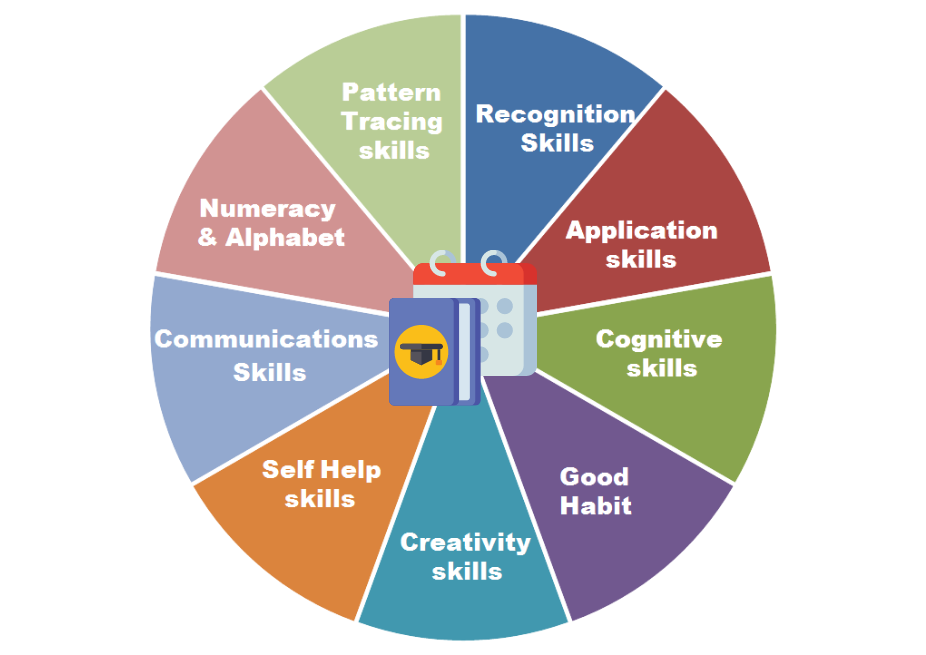 Pattern
Tracing
skills
Recognition
Skills
Application
skills
Cognitive
skills
Good
Habit
Creativity
skills
Self Help
skills
Communications
Skills
Numeracy
& Alphabet